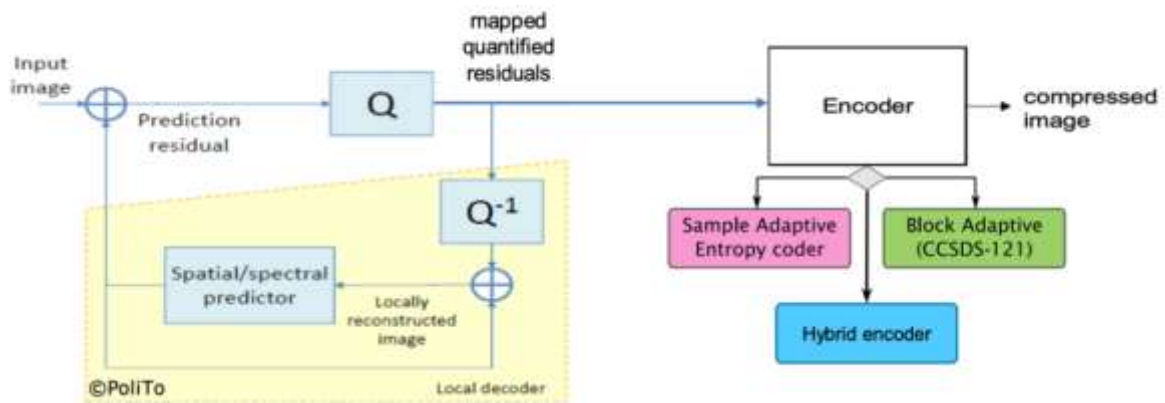 mapped
quantified
residuals
Input
image
Q
Prediction
residual
Encoder
compressed
image
Q-1
Spatial/spectral
predictor
Locally
reconstructed
image
©PoliTo
Local decoder
Sample Adaptive
Entropy coder
Block Adaptive
(CCSDS-121)
Hybrid encoder